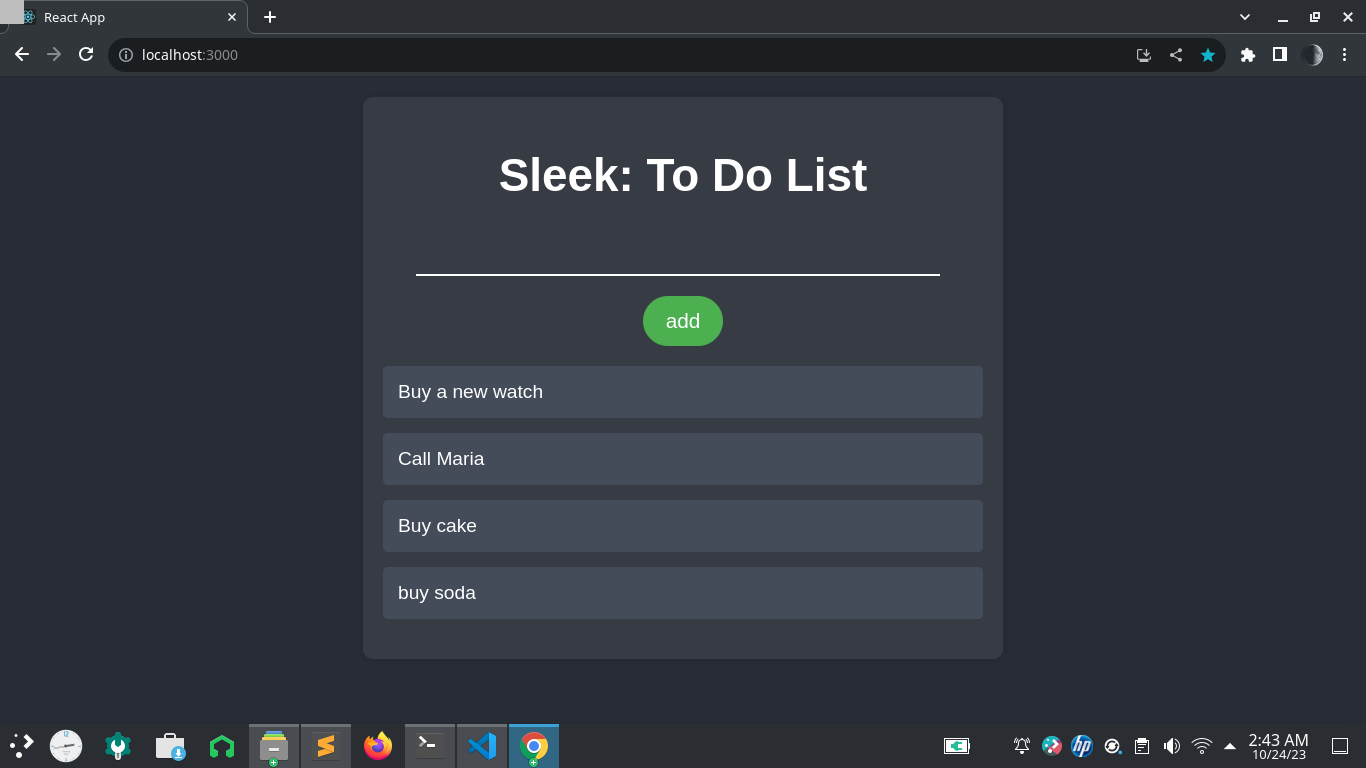 React App
localhost:3000
Sleek: To Do List
add
Buy a new watch
Call Maria
Buy cake
buy soda
hp
2:43 AM
10/24/23